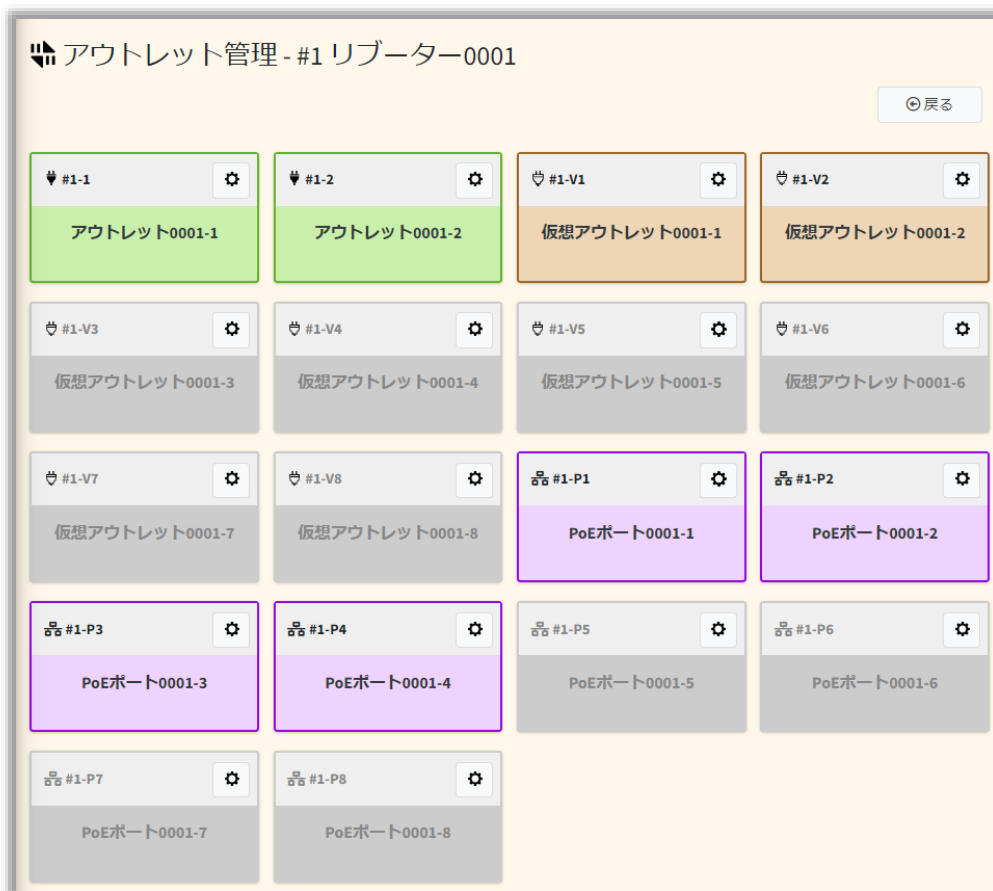 アウトレット管理 - #1 リブーター0001
戻る
#1-1
#1-2
#1-V1
#1-V2
アウトレット0001-1
アウトレット0001-2
仮想アウトレット0001-1
仮想アウトレット0001-2
#1-V3
#1-V4
#1-V5
#1-V6
仮想アウトレット0001-3
仮想アウトレット0001-4
仮想アウトレット0001-5
仮想アウトレット0001-6
#1-V7
#1-V8
#1-P1
#1-P2
仮想アウトレット0001-7
仮想アウトレット0001-8
PoEポート0001-1
PoEポート0001-2
#1-P3
#1-P4
#1-P5
#1-P6
PoEポート0001-3
PoEポート0001-4
PoEポート0001-5
PoEポート0001-6
#1-P7
#1-P8
PoEポート0001-7
PoEポート0001-8